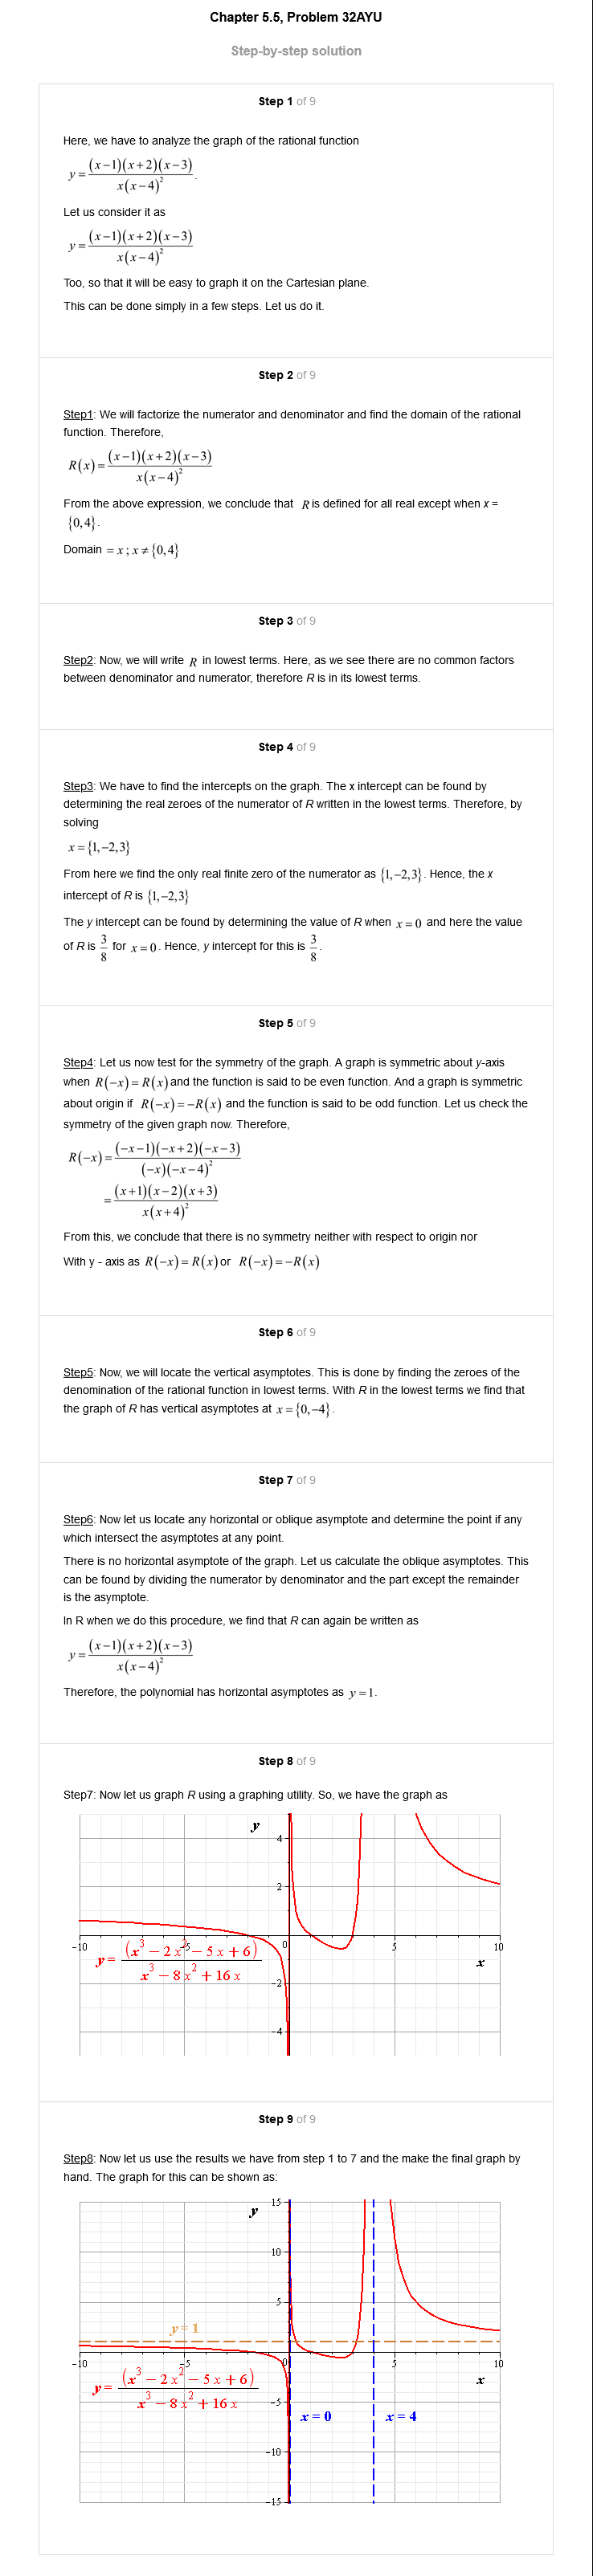 Chapter 5.5, Problem 32AYU
Step-by-step solution
Step 1 of 9
Here, we have to analyze the graph of the rational function
y = (x−1)(x+2)(x−3) / x(x−4)² .
Let us consider it as
y = (x−1)(x+2)(x−3) / x(x−4)²
Too, so that it will be easy to graph it on the Cartesian plane.
This can be done simply in a few steps. Let us do it.
Step 2 of 9
Step1: We will factorize the numerator and denominator and find the domain of the rational
function. Therefore,
R(x) = (x−1)(x+2)(x−3) / x(x−4)²
From the above expression, we conclude that R is defined for all real except when x =
{0,4}.
Domain = x ; x ≠ {0,4}
Step 3 of 9
Step2: Now, we will write R in lowest terms. Here, as we see there are no common factors
between denominator and numerator, therefore R is in its lowest terms.
Step 4 of 9
Step3: We have to find the intercepts on the graph. The x intercept can be found by
determining the real zeroes of the numerator of R written in the lowest terms. Therefore, by
solving
x = {1,−2,3}
From here we find the only real finite zero of the numerator as {1,−2,3}. Hence, the x
intercept of R is {1,−2,3}
The y intercept can be found by determining the value of R when x = 0 and here the value
of R is 3/8 for x = 0. Hence, y intercept for this is 3/8.
Step 5 of 9
Step4: Let us now test for the symmetry of the graph. A graph is symmetric about y-axis
when R(−x) = R(x) and the function is said to be even function. And a graph is symmetric
about origin if R(−x) = −R(x) and the function is said to be odd function. Let us check the
symmetry of the given graph now. Therefore,
R(−x) = (−x−1)(−x+2)(−x−3) / (−x)(−x−4)²
= (x+1)(x−2)(x+3) / x(x+4)²
From this, we conclude that there is no symmetry neither with respect to origin nor
With y - axis as R(−x) = R(x) or R(−x) = −R(x)
Step 6 of 9
Step5: Now, we will locate the vertical asymptotes. This is done by finding the zeroes of the
denomination of the rational function in lowest terms. With R in the lowest terms we find that
the graph of R has vertical asymptotes at x = {0,−4}.
Step 7 of 9
Step6: Now let us locate any horizontal or oblique asymptote and determine the point if any
which intersect the asymptotes at any point.
There is no horizontal asymptote of the graph. Let us calculate the oblique asymptotes. This
can be found by dividing the numerator by denominator and the part except the remainder
is the asymptote.
In R when we do this procedure, we find that R can again be written as
y = (x−1)(x+2)(x−3) / x(x−4)²
Therefore, the polynomial has horizontal asymptotes as y = 1.
Step 8 of 9
Step7: Now let us graph R using a graphing utility. So, we have the graph as
y
4
2
−10 −5 0 5 10
x
y = (x³ − 2x² − 5x + 6) / x³ − 8x² + 16x
−2
−4
Step 9 of 9
Step8: Now let us use the results we have from step 1 to 7 and the make the final graph by
hand. The graph for this can be shown as:
y
15
10
5
y = 1
−10 −5 0 5 10
x
y = (x³ − 2x² − 5x + 6) / x³ − 8x² + 16x
−5
x = 0 x = 4
−10
−15